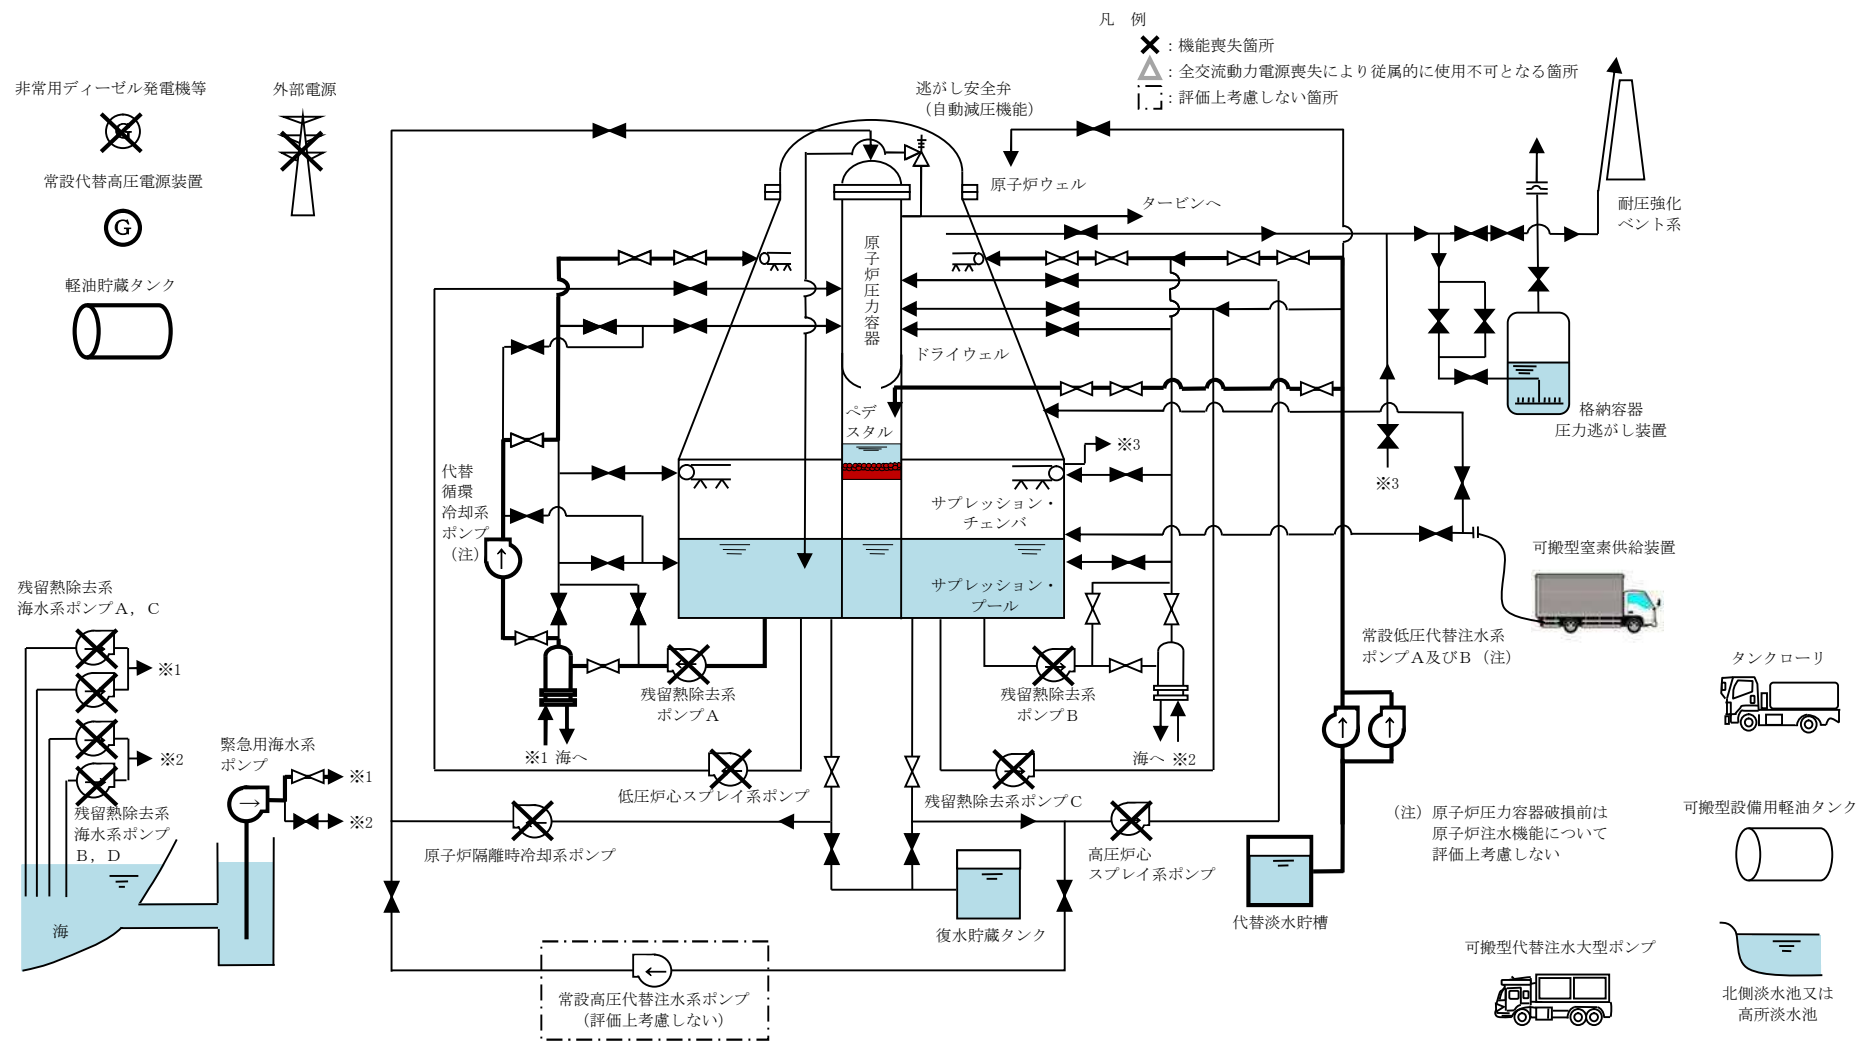 凡　例
：機能喪失箇所
：全交流動力電源喪失により従属的に使用不可となる箇所
：評価上考慮しない箇所
非常用ディーゼル発電機等
G
外部電源
常設代替高圧電源装置
G
軽油貯蔵タンク
逃がし安全弁
（自動減圧機能）
原子炉ウェル
タービンへ
耐圧強化
ベント系
原子炉圧力容器
ドライウェル
ペデ
スタル
格納容器
圧力逃がし装置
※3
※3
代替
循環
冷却系
ポンプ
（注）
サプレッション・
チェンバ
サプレッション・
プール
可搬型窒素供給装置
残留熱除去系
海水系ポンプＡ，Ｃ
※1
※2
残留熱除去系
海水系ポンプ
Ｂ，Ｄ
海
緊急用海水系
ポンプ
※1
※2
残留熱除去系
ポンプＡ
※1 海へ
残留熱除去系
ポンプＢ
海へ ※2
常設低圧代替注水系
ポンプＡ及びＢ（注）
タンクローリ
低圧炉心スプレイ系ポンプ
残留熱除去系ポンプＣ
原子炉隔離時冷却系ポンプ
高圧炉心
スプレイ系ポンプ
（注）原子炉圧力容器破損前は
原子炉注水機能について
評価上考慮しない
可搬型設備用軽油タンク
復水貯蔵タンク
代替淡水貯槽
可搬型代替注水大型ポンプ
北側淡水池又は
高所淡水池
常設高圧代替注水系ポンプ
（評価上考慮しない）